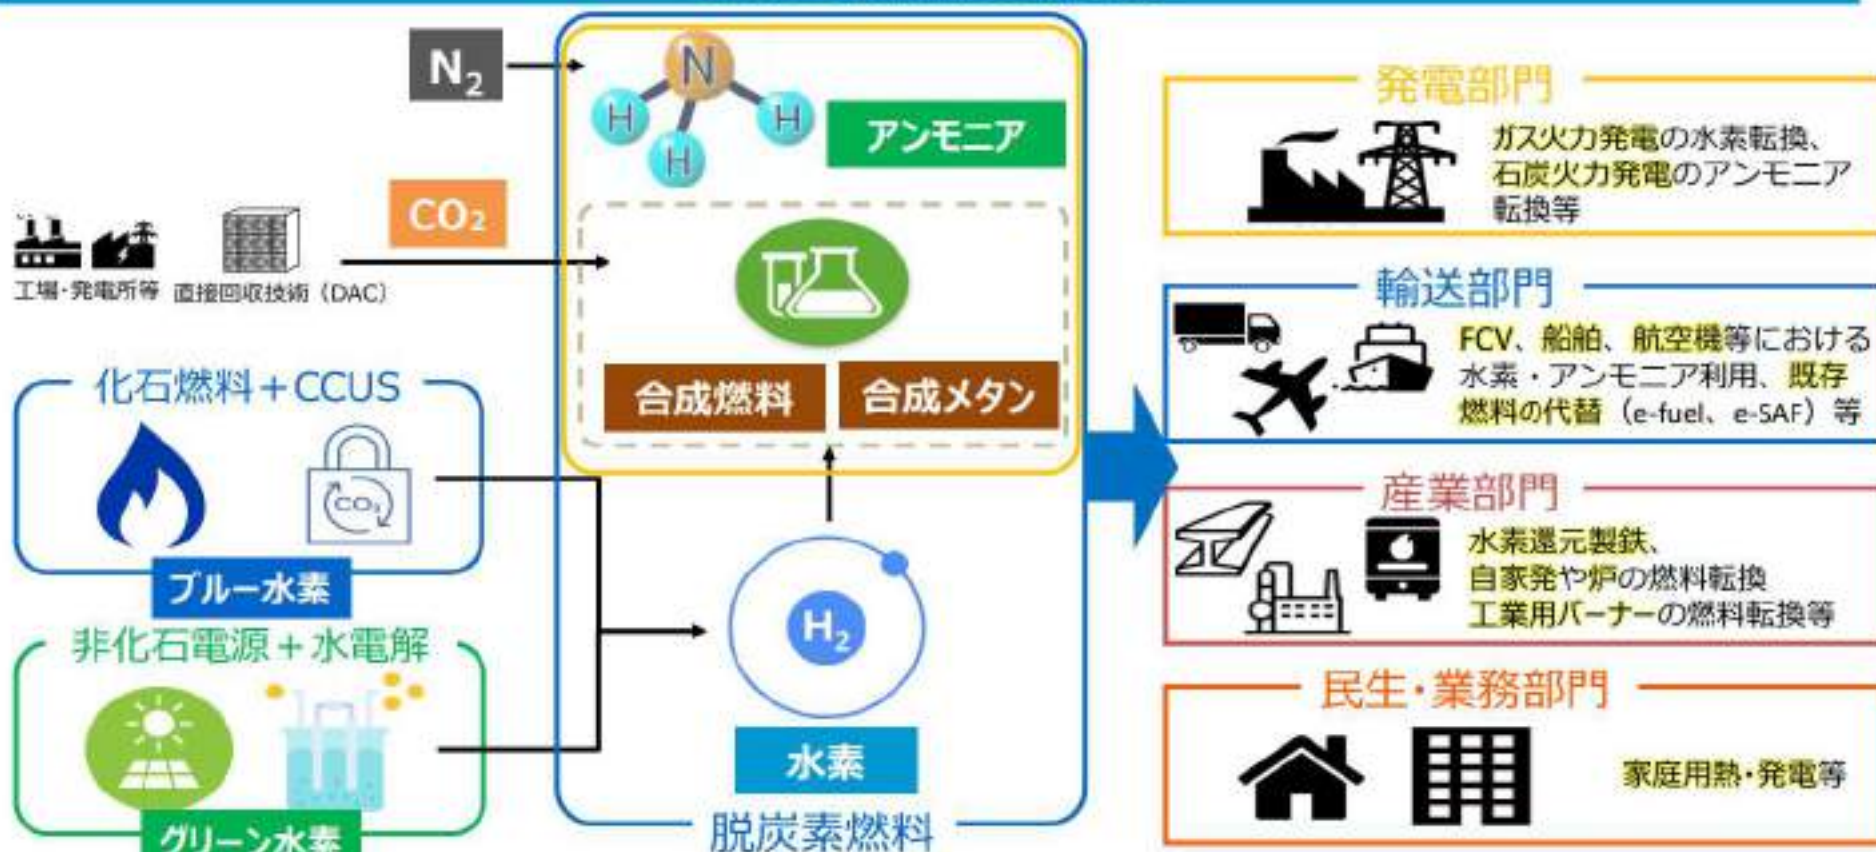 N₂
N
H
H
H
アンモニア
CO₂
工場・発電所等
直接回収技術（DAC）
合成燃料
合成メタン
化石燃料＋CCUS
CO₂
ブルー水素
非化石電源＋水電解
グリーン水素
H₂
水素
脱炭素燃料
発電部門
ガス火力発電の水素転換、
石炭火力発電のアンモニア
転換等
輸送部門
FCV、船舶、航空機等における
水素・アンモニア利用、既存
燃料の代替（e-fuel、e-SAF）等
産業部門
水素還元製鉄、
自家発や炉の燃料転換
工業用バーナーの燃料転換等
民生・業務部門
家庭用熱・発電等